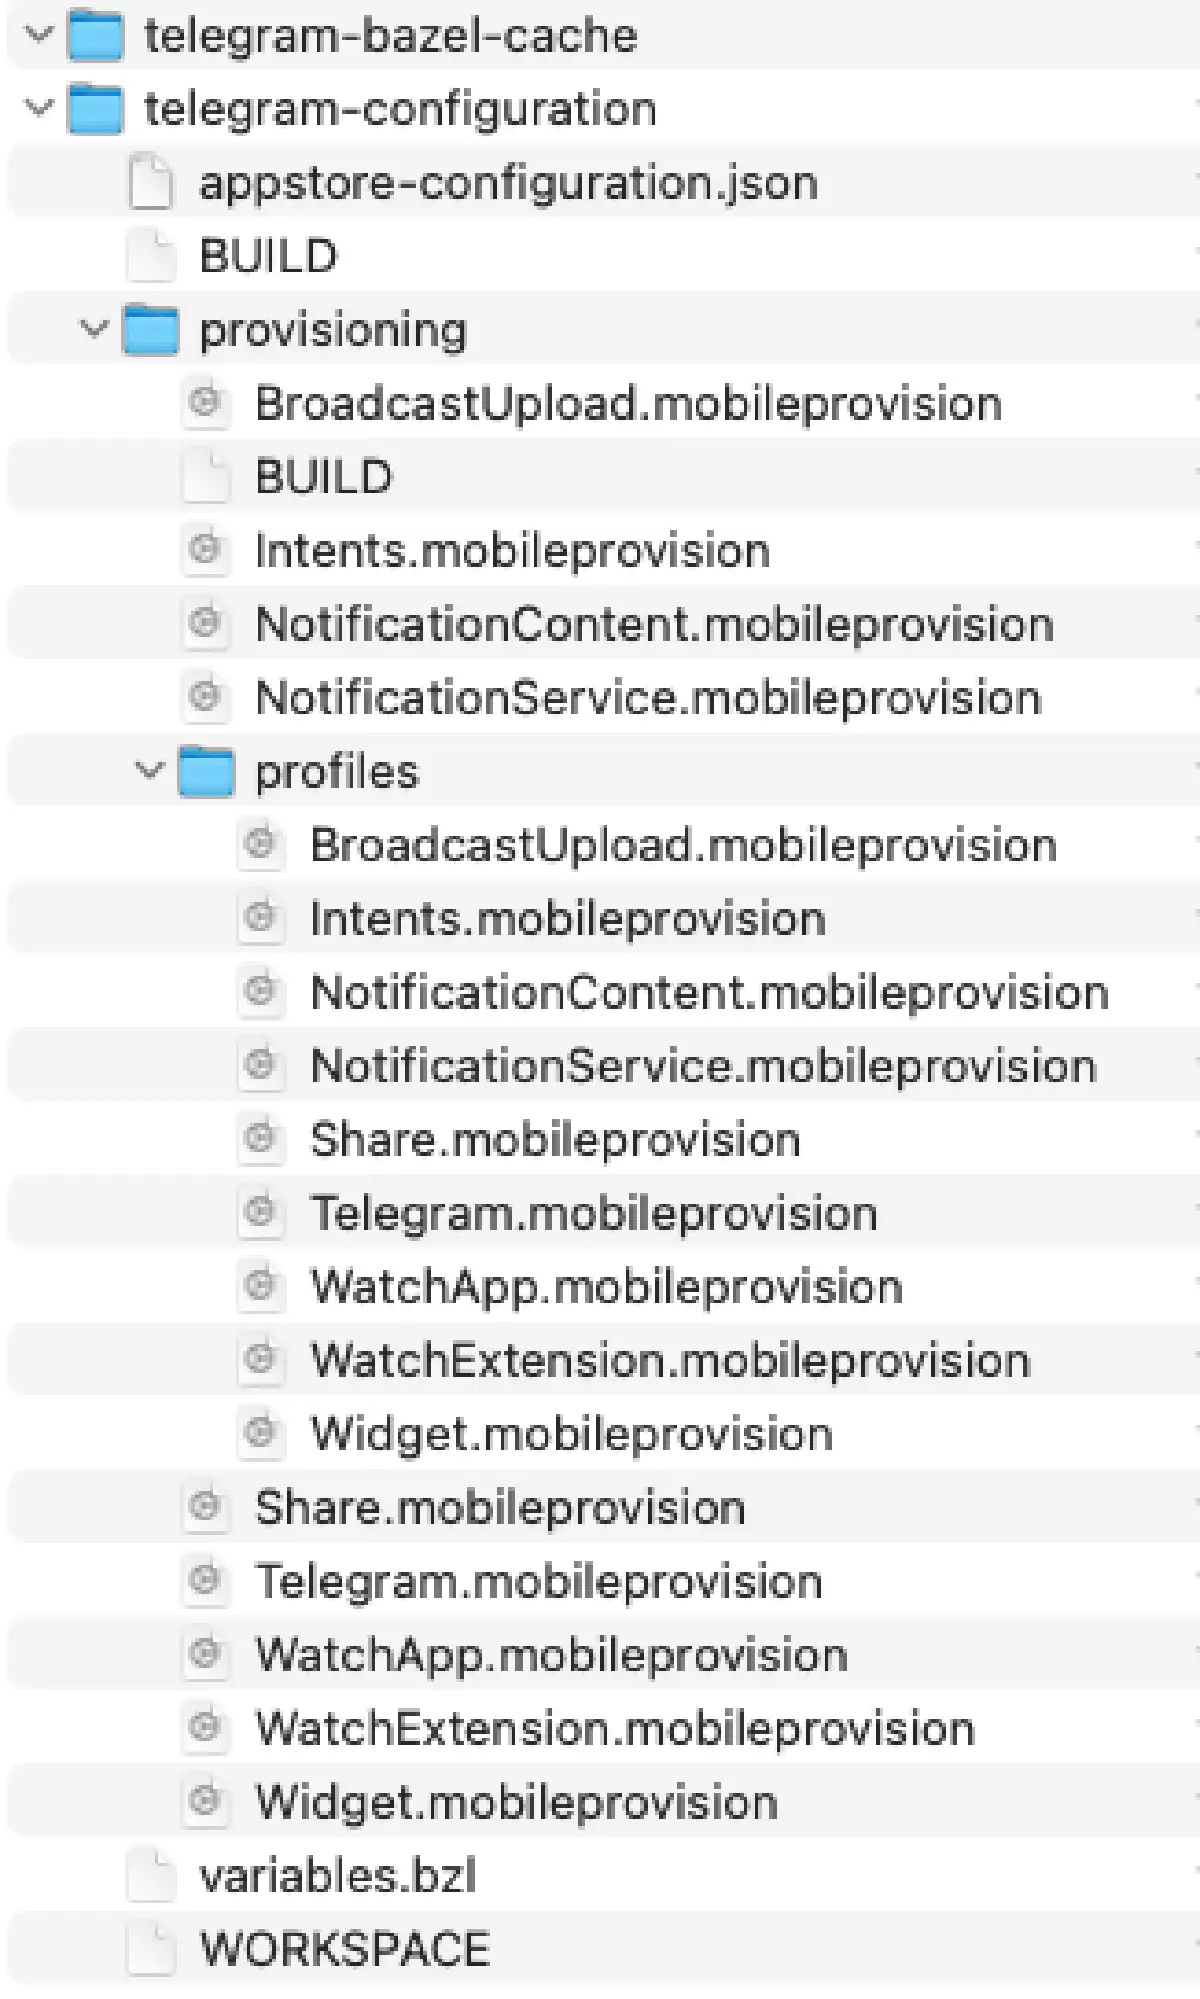 telegram-bazel-cache
telegram-configuration
appstore-configuration.json
BUILD
provisioning
BroadcastUpload.mobileprovision
BUILD
Intents.mobileprovision
NotificationContent.mobileprovision
NotificationService.mobileprovision
profiles
BroadcastUpload.mobileprovision
Intents.mobileprovision
NotificationContent.mobileprovision
NotificationService.mobileprovision
Share.mobileprovision
Telegram.mobileprovision
WatchApp.mobileprovision
WatchExtension.mobileprovision
Widget.mobileprovision
Share.mobileprovision
Telegram.mobileprovision
WatchApp.mobileprovision
WatchExtension.mobileprovision
Widget.mobileprovision
variables.bzl
WORKSPACE